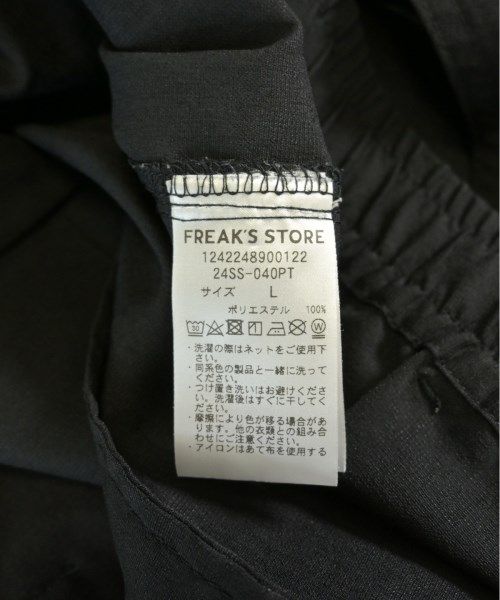 FREAK'S STORE
1242248900122
24SS-040PT
サイズ L
ポリエステル 100%
30 W
・洗濯の際はネットをご使用下
さい。
・同系色の製品と一緒に洗って
ください。
・つけ置き洗いはお避けくださ
い。洗濯後はすぐに干してく
ださい。
・摩擦により色が移る場合があ
ります。他の衣類との組み合
わせにご注意ください。
・アイロンはあて布を使用する